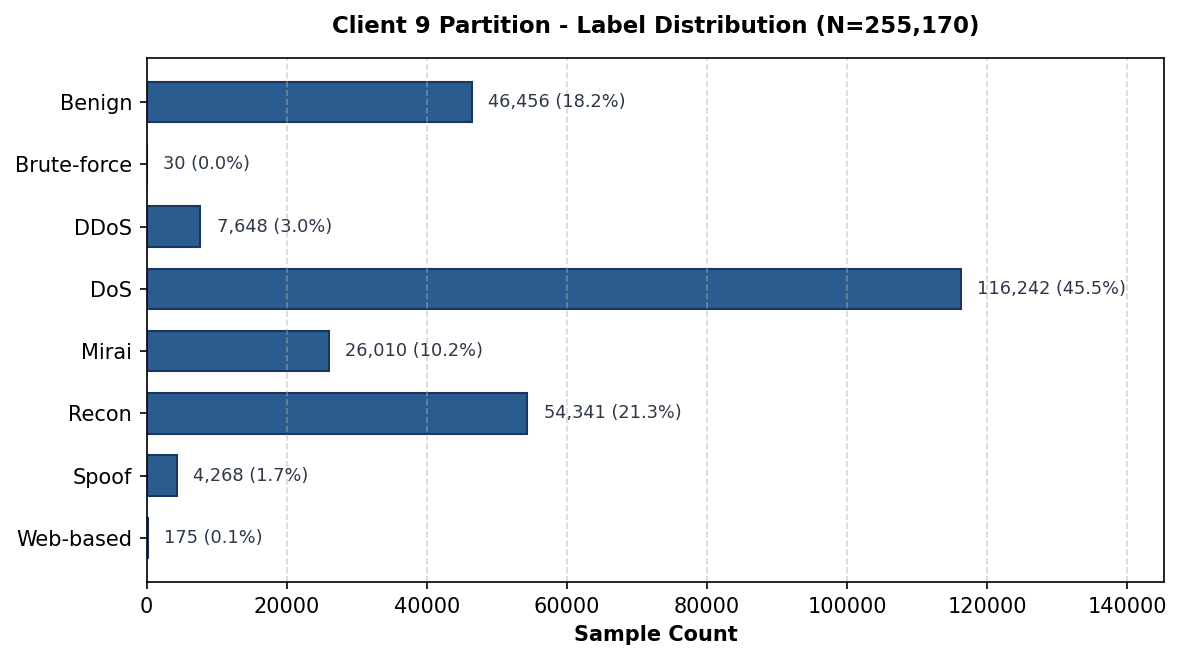 Client 9 Partition - Label Distribution (N=255,170)
Benign 46,456 (18.2%)
Brute-force 30 (0.0%)
DDoS 7,648 (3.0%)
DoS 116,242 (45.5%)
Mirai 26,010 (10.2%)
Recon 54,341 (21.3%)
Spoof 4,268 (1.7%)
Web-based 175 (0.1%)
0 20000 40000 60000 80000 100000 120000 140000
Sample Count